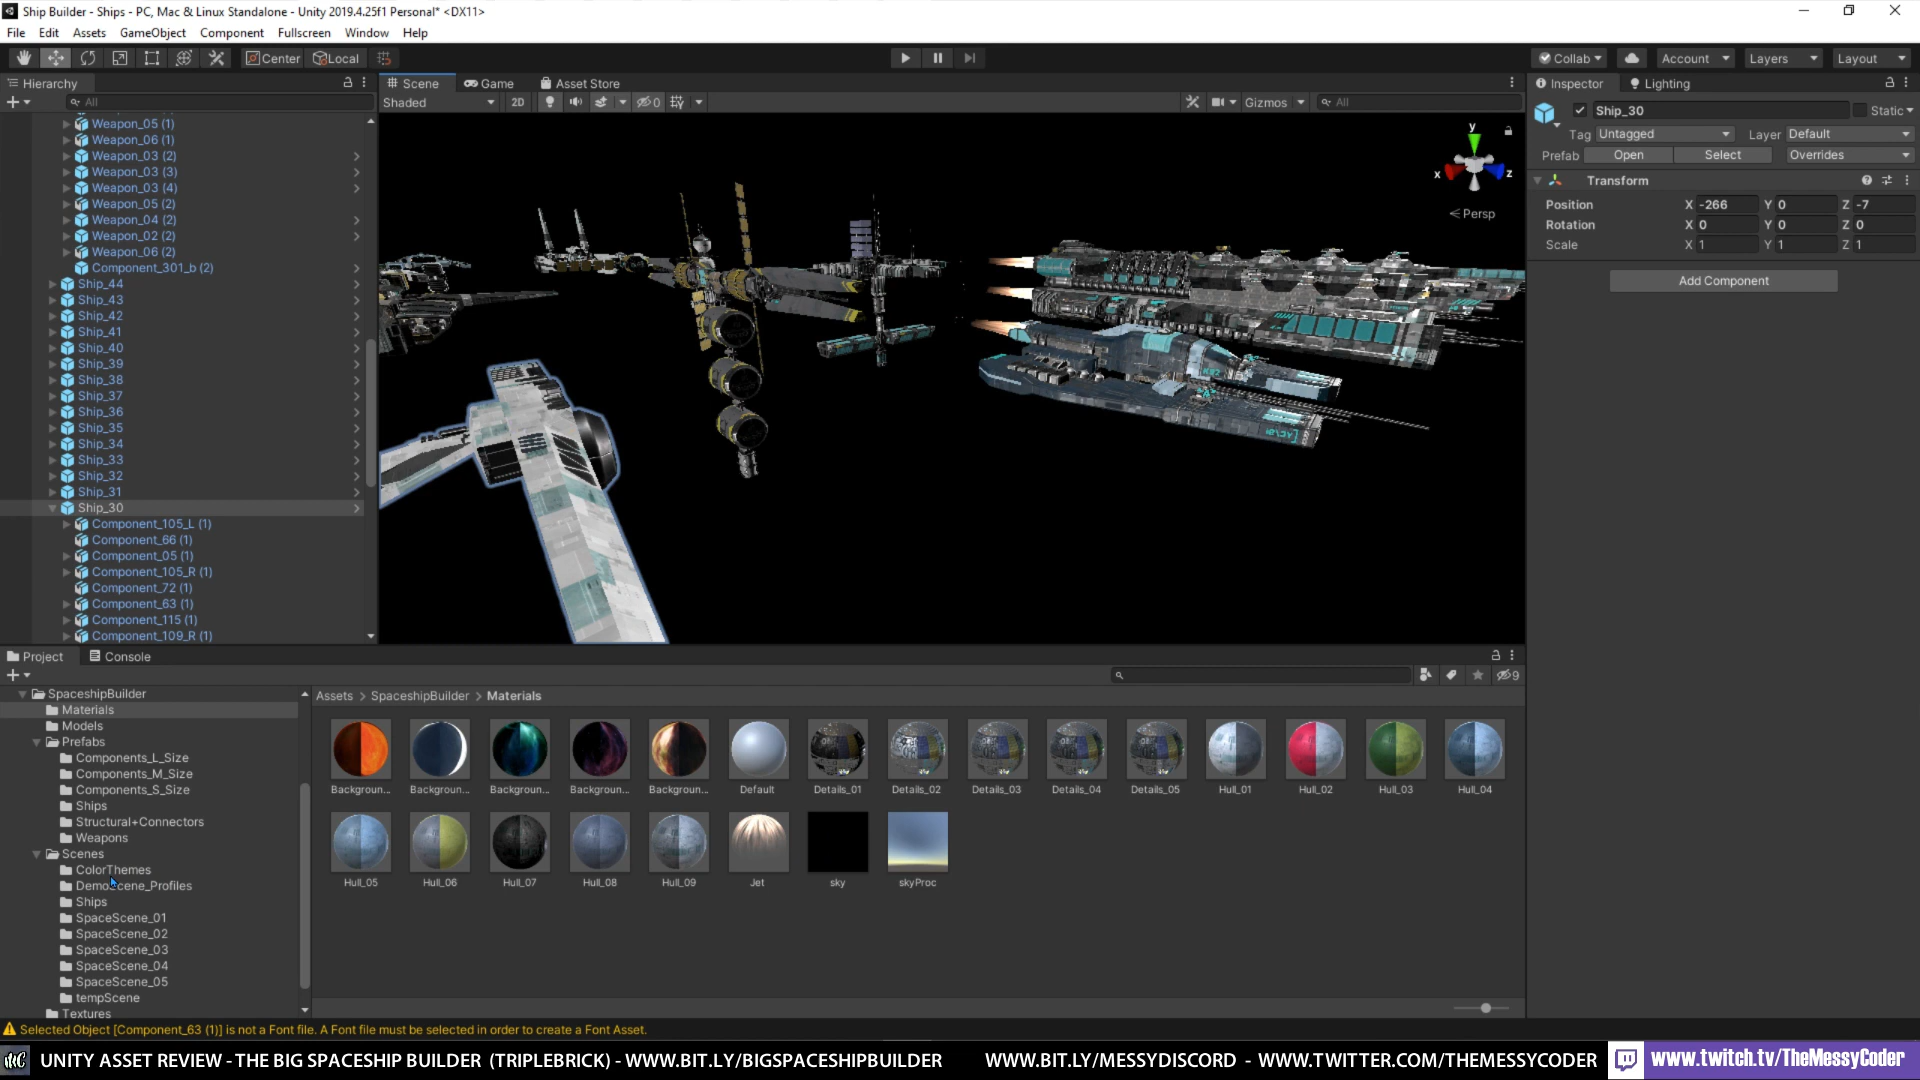 Ship Builder - Ships - PC, Mac & Linux Standalone - Unity 2019.4.25f1 Personal* <DX11>
File Edit Assets GameObject Component Fullscreen Window Help
Center Local Collab Account Layers Layout
Hierarchy
All
Weapon_05 (1)
Weapon_06 (1)
Weapon_03 (2)
Weapon_03 (3)
Weapon_03 (4)
Weapon_05 (2)
Weapon_04 (2)
Weapon_02 (2)
Weapon_06 (2)
Component_301_b (2)
Ship_44
Ship_43
Ship_42
Ship_41
Ship_40
Ship_39
Ship_38
Ship_37
Ship_36
Ship_35
Ship_34
Ship_33
Ship_32
Ship_31
Ship_30
Component_105_L (1)
Component_66 (1)
Component_05 (1)
Component_105_R (1)
Component_72 (1)
Component_63 (1)
Component_115 (1)
Component_109_R (1)
Scene Game Asset Store
Shaded 2D 0 Gizmos All
y
x z
Persp
Inspector Lighting
Ship_30 Static
Tag Untagged Layer Default
Prefab Open Select Overrides
Transform
Position X -266 Y 0 Z -7
Rotation X 0 Y 0 Z 0
Scale X 1 Y 1 Z 1
Add Component
Project Console
9
SpaceshipBuilder
Materials
Models
Prefabs
Components_L_Size
Components_M_Size
Components_S_Size
Ships
Structural+Connectors
Weapons
Scenes
ColorThemes
DemoScene_Profiles
Ships
SpaceScene_01
SpaceScene_02
SpaceScene_03
SpaceScene_04
SpaceScene_05
tempScene
Textures
Assets > SpaceshipBuilder > Materials
Backgroun... Backgroun... Backgroun... Backgroun... Backgroun... Default Details_01 Details_02 Details_03 Details_04 Details_05 Hull_01 Hull_02 Hull_03 Hull_04
Hull_05 Hull_06 Hull_07 Hull_08 Hull_09 Jet sky skyProc
Selected Object [Component_63 (1)] is not a Font file. A Font file must be selected in order to create a Font Asset.
UNITY ASSET REVIEW - THE BIG SPACESHIP BUILDER (TRIPLEBRICK) - WWW.BIT.LY/BIGSPACESHIPBUILDER WWW.BIT.LY/MESSYDISCORD - WWW.TWITTER.COM/THEMESSYCODER www.twitch.tv/TheMessyCoder